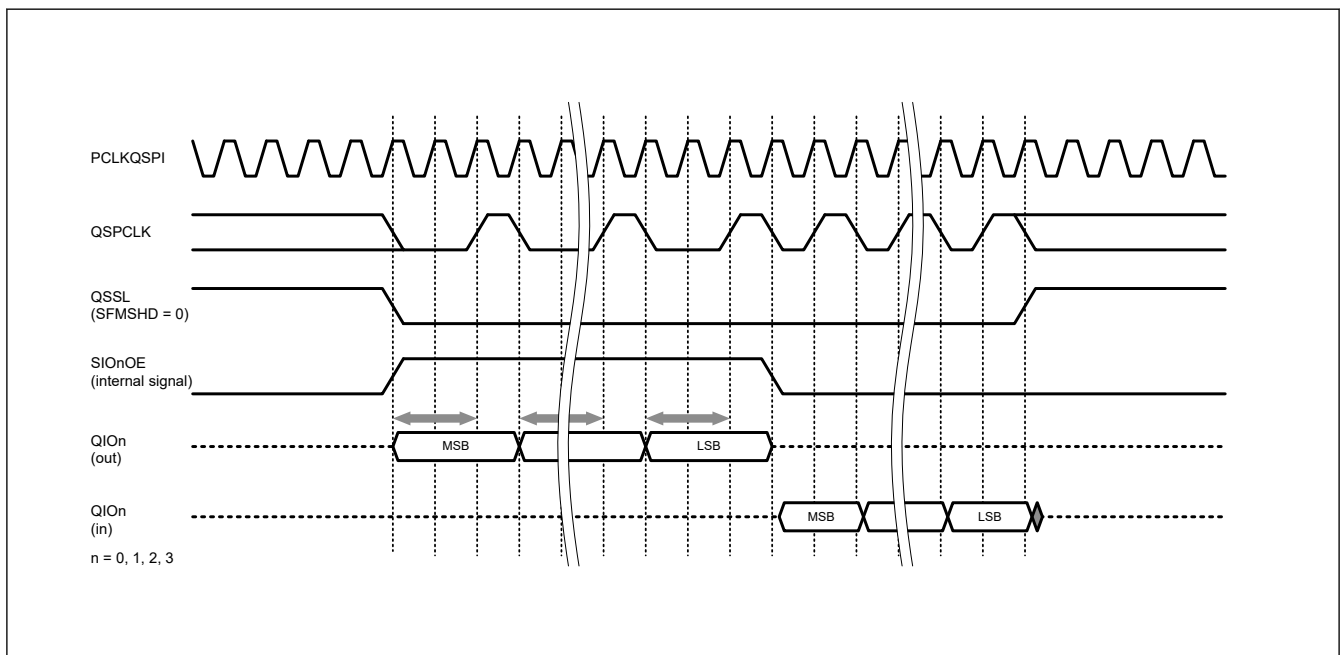 PCLKQSPI
QSPCLK
QSSL
(SFMSHD = 0)
SIOnOE
(internal signal)
QIOn
(out)
MSB
LSB
QIOn
(in)
MSB
LSB
n = 0, 1, 2, 3